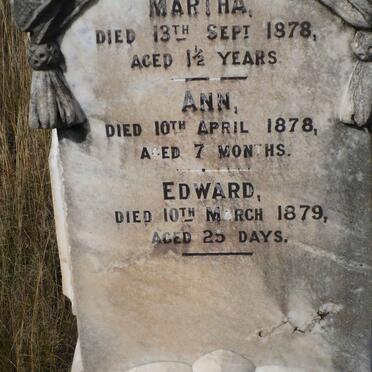 MARTHA,
DIED 13TH SEPT 1878,
AGED 1½ YEARS
ANN,
DIED 10TH APRIL 1878,
AGED 7 MONTHS.
EDWARD,
DIED 10TH MARCH 1879,
AGED 25 DAYS.